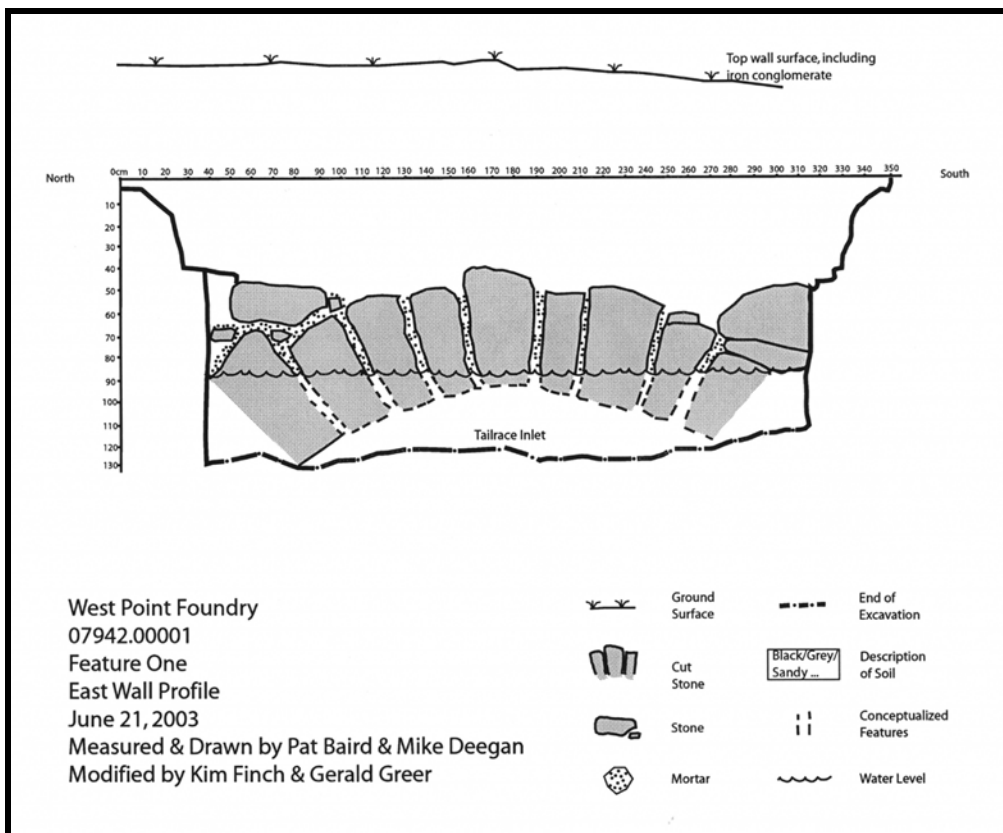 Top wall surface, including
iron conglomerate
North
0cm 10 20 30 40 50 60 70 80 90 100 110 120 130 140 150 160 170 180 190 200 210 220 230 240 250 260 270 280 290 300 310 320 330 340 350
South
10
20
30
40
50
60
70
80
90
100
110
120
130
Tailrace Inlet
West Point Foundry
07942.00001
Feature One
East Wall Profile
June 21, 2003
Measured & Drawn by Pat Baird & Mike Deegan
Modified by Kim Finch & Gerald Greer
Ground
Surface
End of
Excavation
Cut
Stone
Black/Grey/
Sandy ...
Description
of Soil
Stone
Conceptualized
Features
Mortar
Water Level